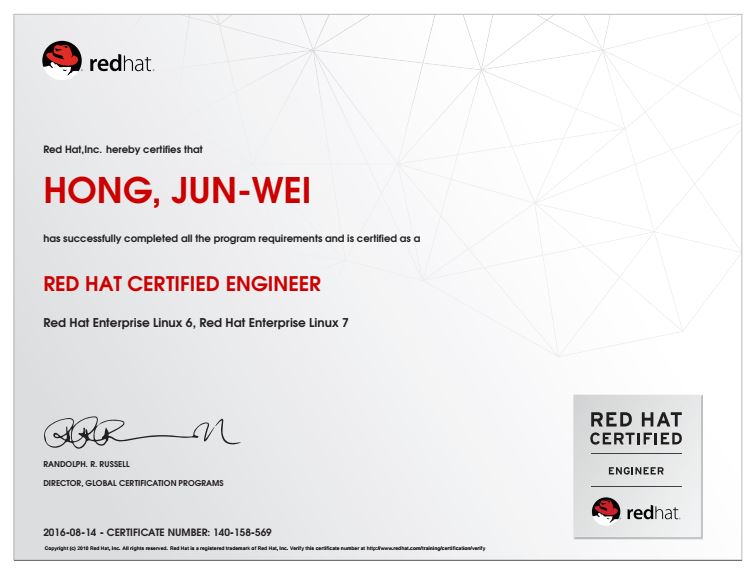 redhat.
Red Hat,Inc. hereby certifies that
HONG, JUN-WEI
has successfully completed all the program requirements and is certified as a
RED HAT CERTIFIED ENGINEER
Red Hat Enterprise Linux 6, Red Hat Enterprise Linux 7
RANDOLPH. R. RUSSELL
DIRECTOR, GLOBAL CERTIFICATION PROGRAMS
RED HAT
CERTIFIED
ENGINEER
redhat.
2016-08-14 - CERTIFICATE NUMBER: 140-158-569
Copyright (c) 2010 Red Hat, Inc. All rights reserved. Red Hat is a registered trademark of Red Hat, Inc. Verify this certificate number at http://www.redhat.com/training/certification/verify